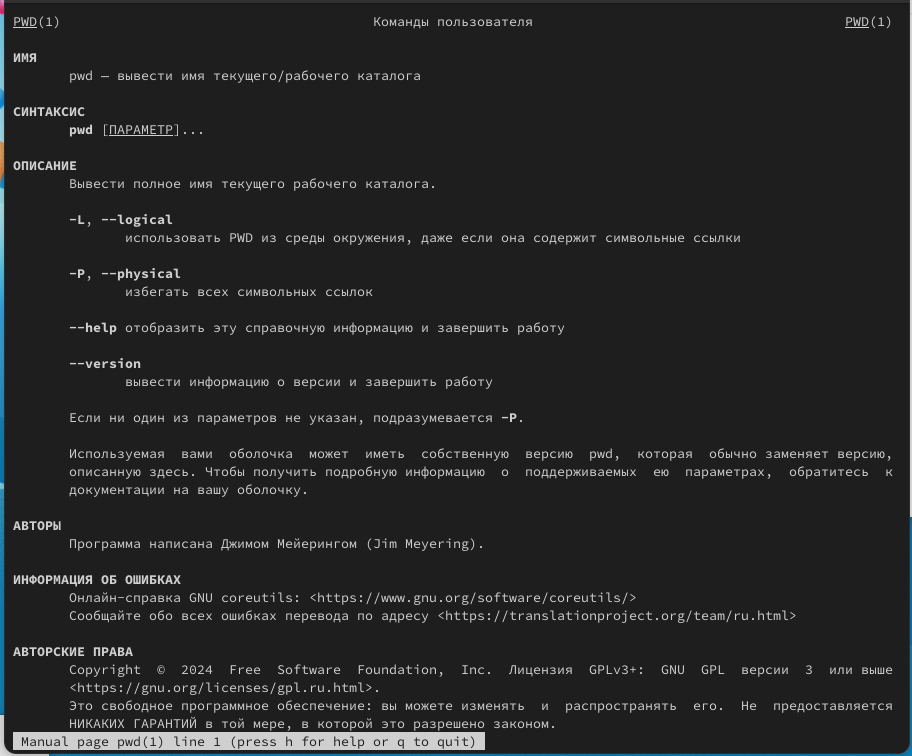 PWD(1) Команды пользователя PWD(1)
ИМЯ
pwd — вывести имя текущего/рабочего каталога
СИНТАКСИС
pwd [ПАРАМЕТР]...
ОПИСАНИЕ
Вывести полное имя текущего рабочего каталога.
-L, --logical
использовать PWD из среды окружения, даже если она содержит символьные ссылки
-P, --physical
избегать всех символьных ссылок
--help отобразить эту справочную информацию и завершить работу
--version
вывести информацию о версии и завершить работу
Если ни один из параметров не указан, подразумевается -P.
Используемая вами оболочка может иметь собственную версию pwd, которая обычно заменяет версию,
описанную здесь. Чтобы получить подробную информацию о поддерживаемых ею параметрах, обратитесь к
документации на вашу оболочку.
АВТОРЫ
Программа написана Джимом Мейерингом (Jim Meyering).
ИНФОРМАЦИЯ ОБ ОШИБКАХ
Онлайн-справка GNU coreutils: <https://www.gnu.org/software/coreutils/>
Сообщайте обо всех ошибках перевода по адресу <https://translationproject.org/team/ru.html>
АВТОРСКИЕ ПРАВА
Copyright © 2024 Free Software Foundation, Inc. Лицензия GPLv3+: GNU GPL версии 3 или выше
<https://gnu.org/licenses/gpl.ru.html>.
Это свободное программное обеспечение: вы можете изменять и распространять его. Не предоставляется
НИКАКИХ ГАРАНТИЙ в той мере, в которой это разрешено законом.
Manual page pwd(1) line 1 (press h for help or q to quit)